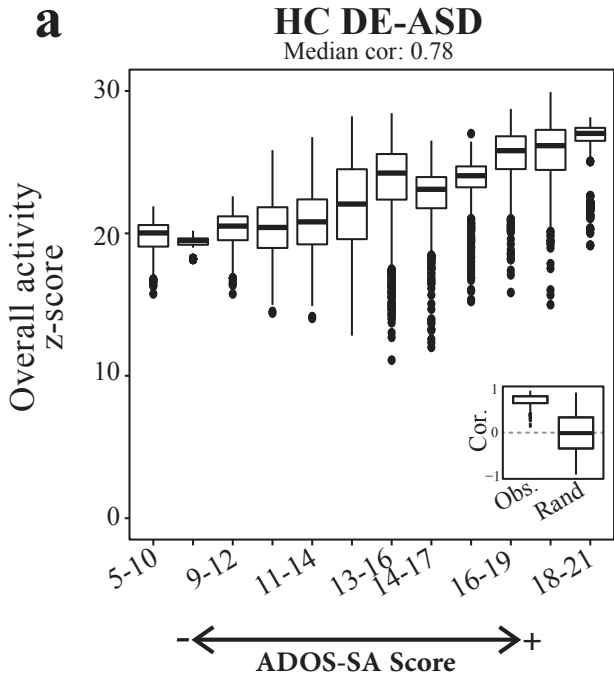 a
HC DE-ASD
Median cor: 0.78
Overall activity
z-score
30
20
10
0
Cor.
1
0
−1
Obs.
Rand
5-10
9-12
11-14
13-16
14-17
16-19
18-21
−
+
ADOS-SA Score